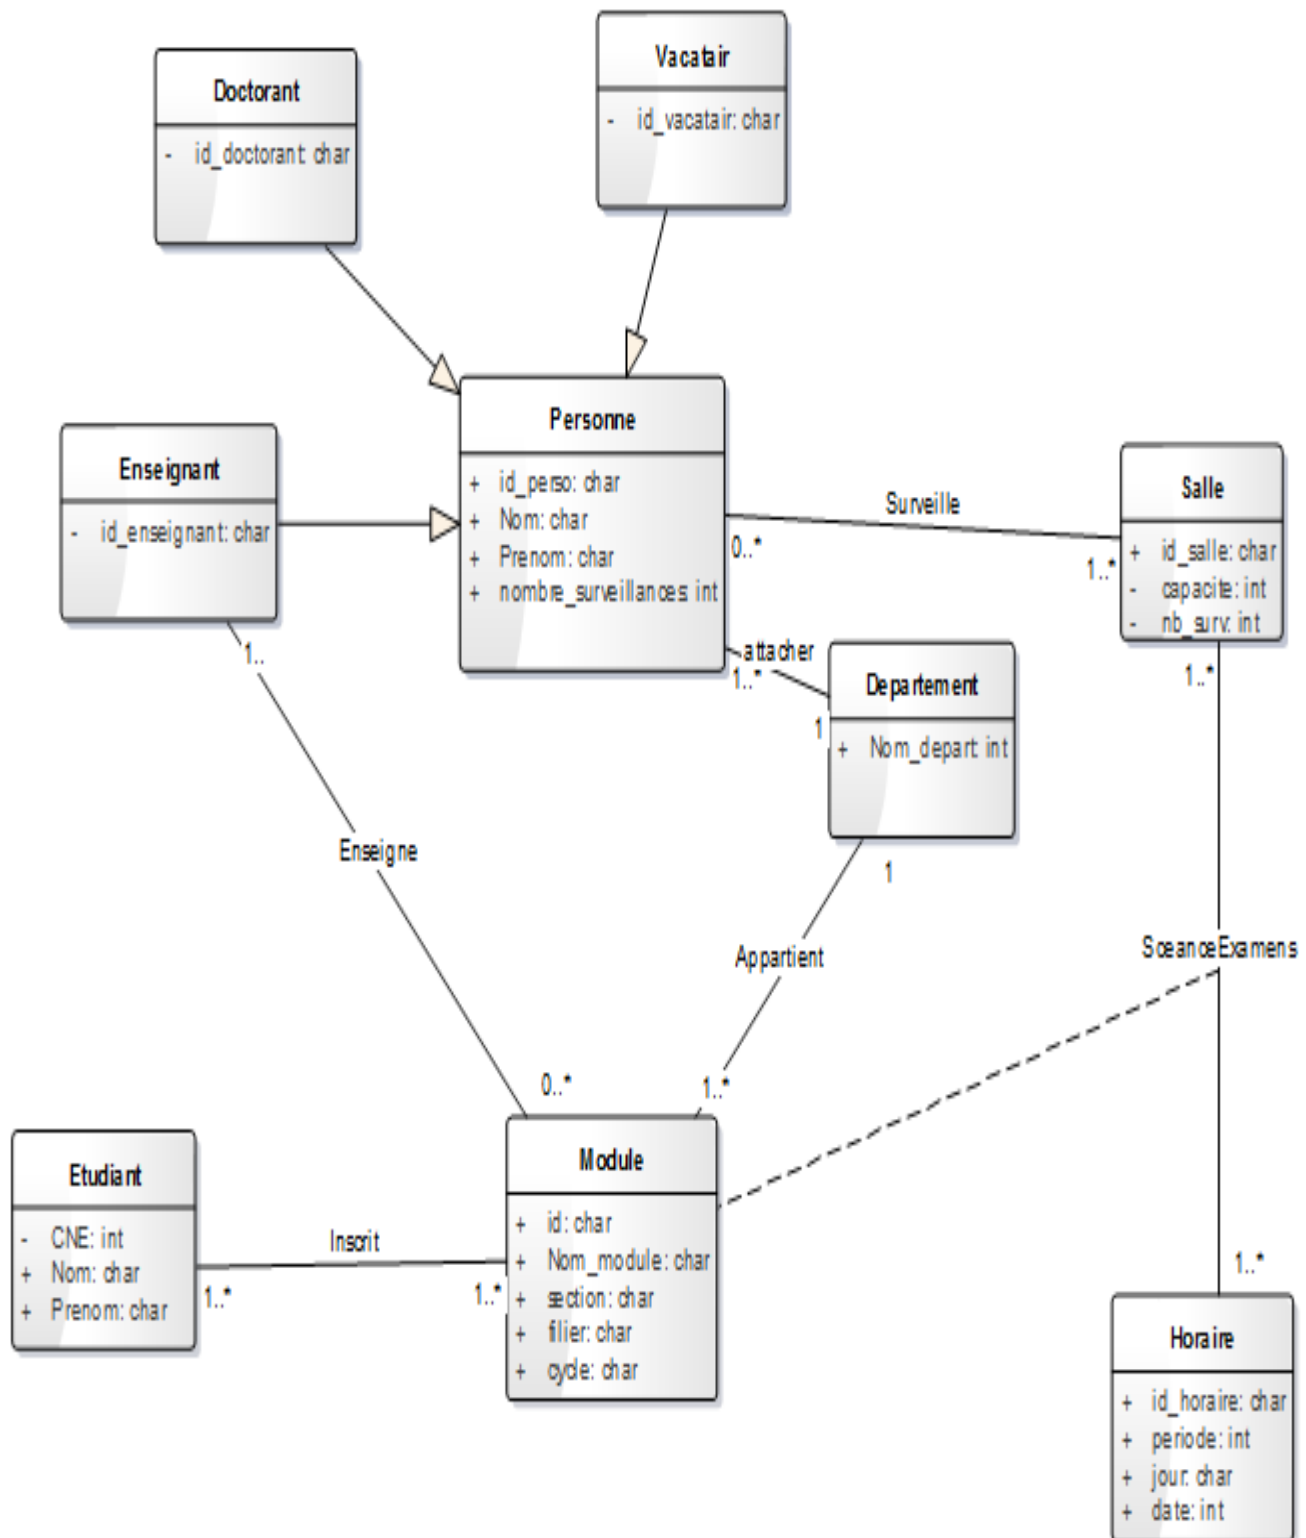 Doctorant
- id_doctorant: char
Vacatair
- id_vacatair: char
Personne
+ id_perso: char
+ Nom: char
+ Prenom: char
+ nombre_surveillances: int
Enseignant
- id_enseignant: char
Surveille
0..*
1..*
Salle
+ id_salle: char
- capacite: int
- nb_surv: int
1..*
attacher
1..*
1
Departement
+ Nom_depart: int
1
1..
Enseigne
0..*
Appartient
1..*
SceanceExamens
Etudiant
- CNE: int
+ Nom: char
+ Prenom: char
Inscrit
1..*
1..*
Module
+ id: char
+ Nom_module: char
+ section: char
+ filier: char
+ cycle: char
1..*
Horaire
+ id_horaire: char
+ periode: int
+ jour: char
+ date: int